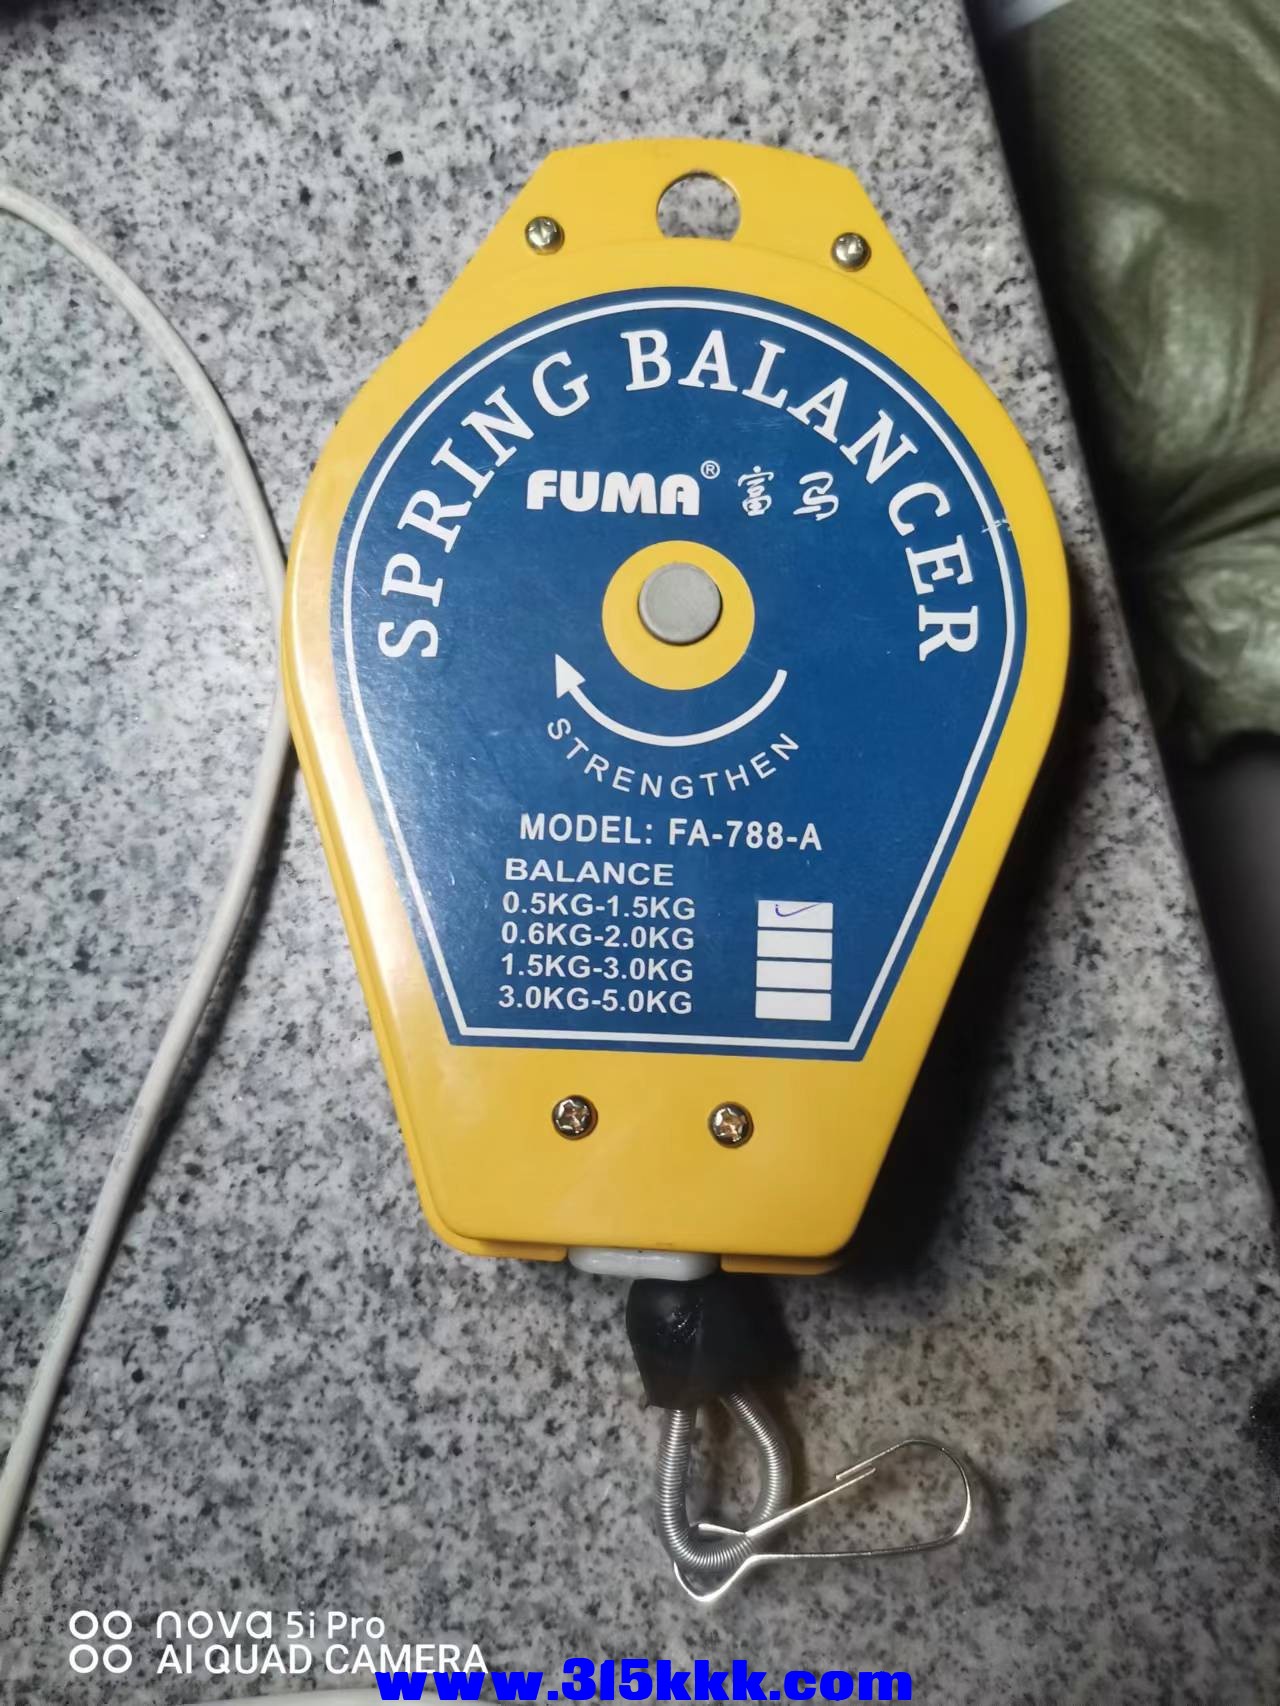 SPRING BALANCER
FUMA® 富马
STRENGTHEN
MODEL: FA-788-A
BALANCE
0.5KG-1.5KG
0.6KG-2.0KG
1.5KG-3.0KG
3.0KG-5.0KG
nova 5i Pro
AI QUAD CAMERA
www.315kkk.com